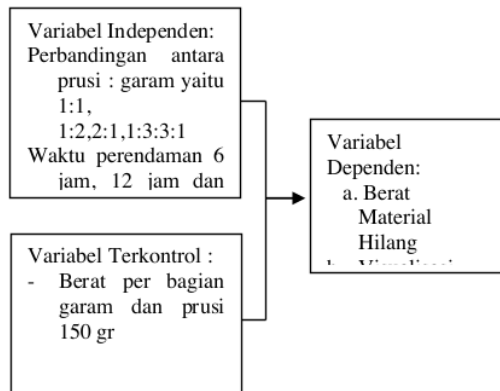 Variabel Independen:
Perbandingan antara
prusi : garam yaitu
1:1,
1:2,2:1,1:3:3:1
Waktu perendaman 6
jam, 12 jam dan
Variabel Terkontrol :
- Berat per bagian
garam dan prusi
150 gr
Variabel
Dependen:
a. Berat
Material
Hilang